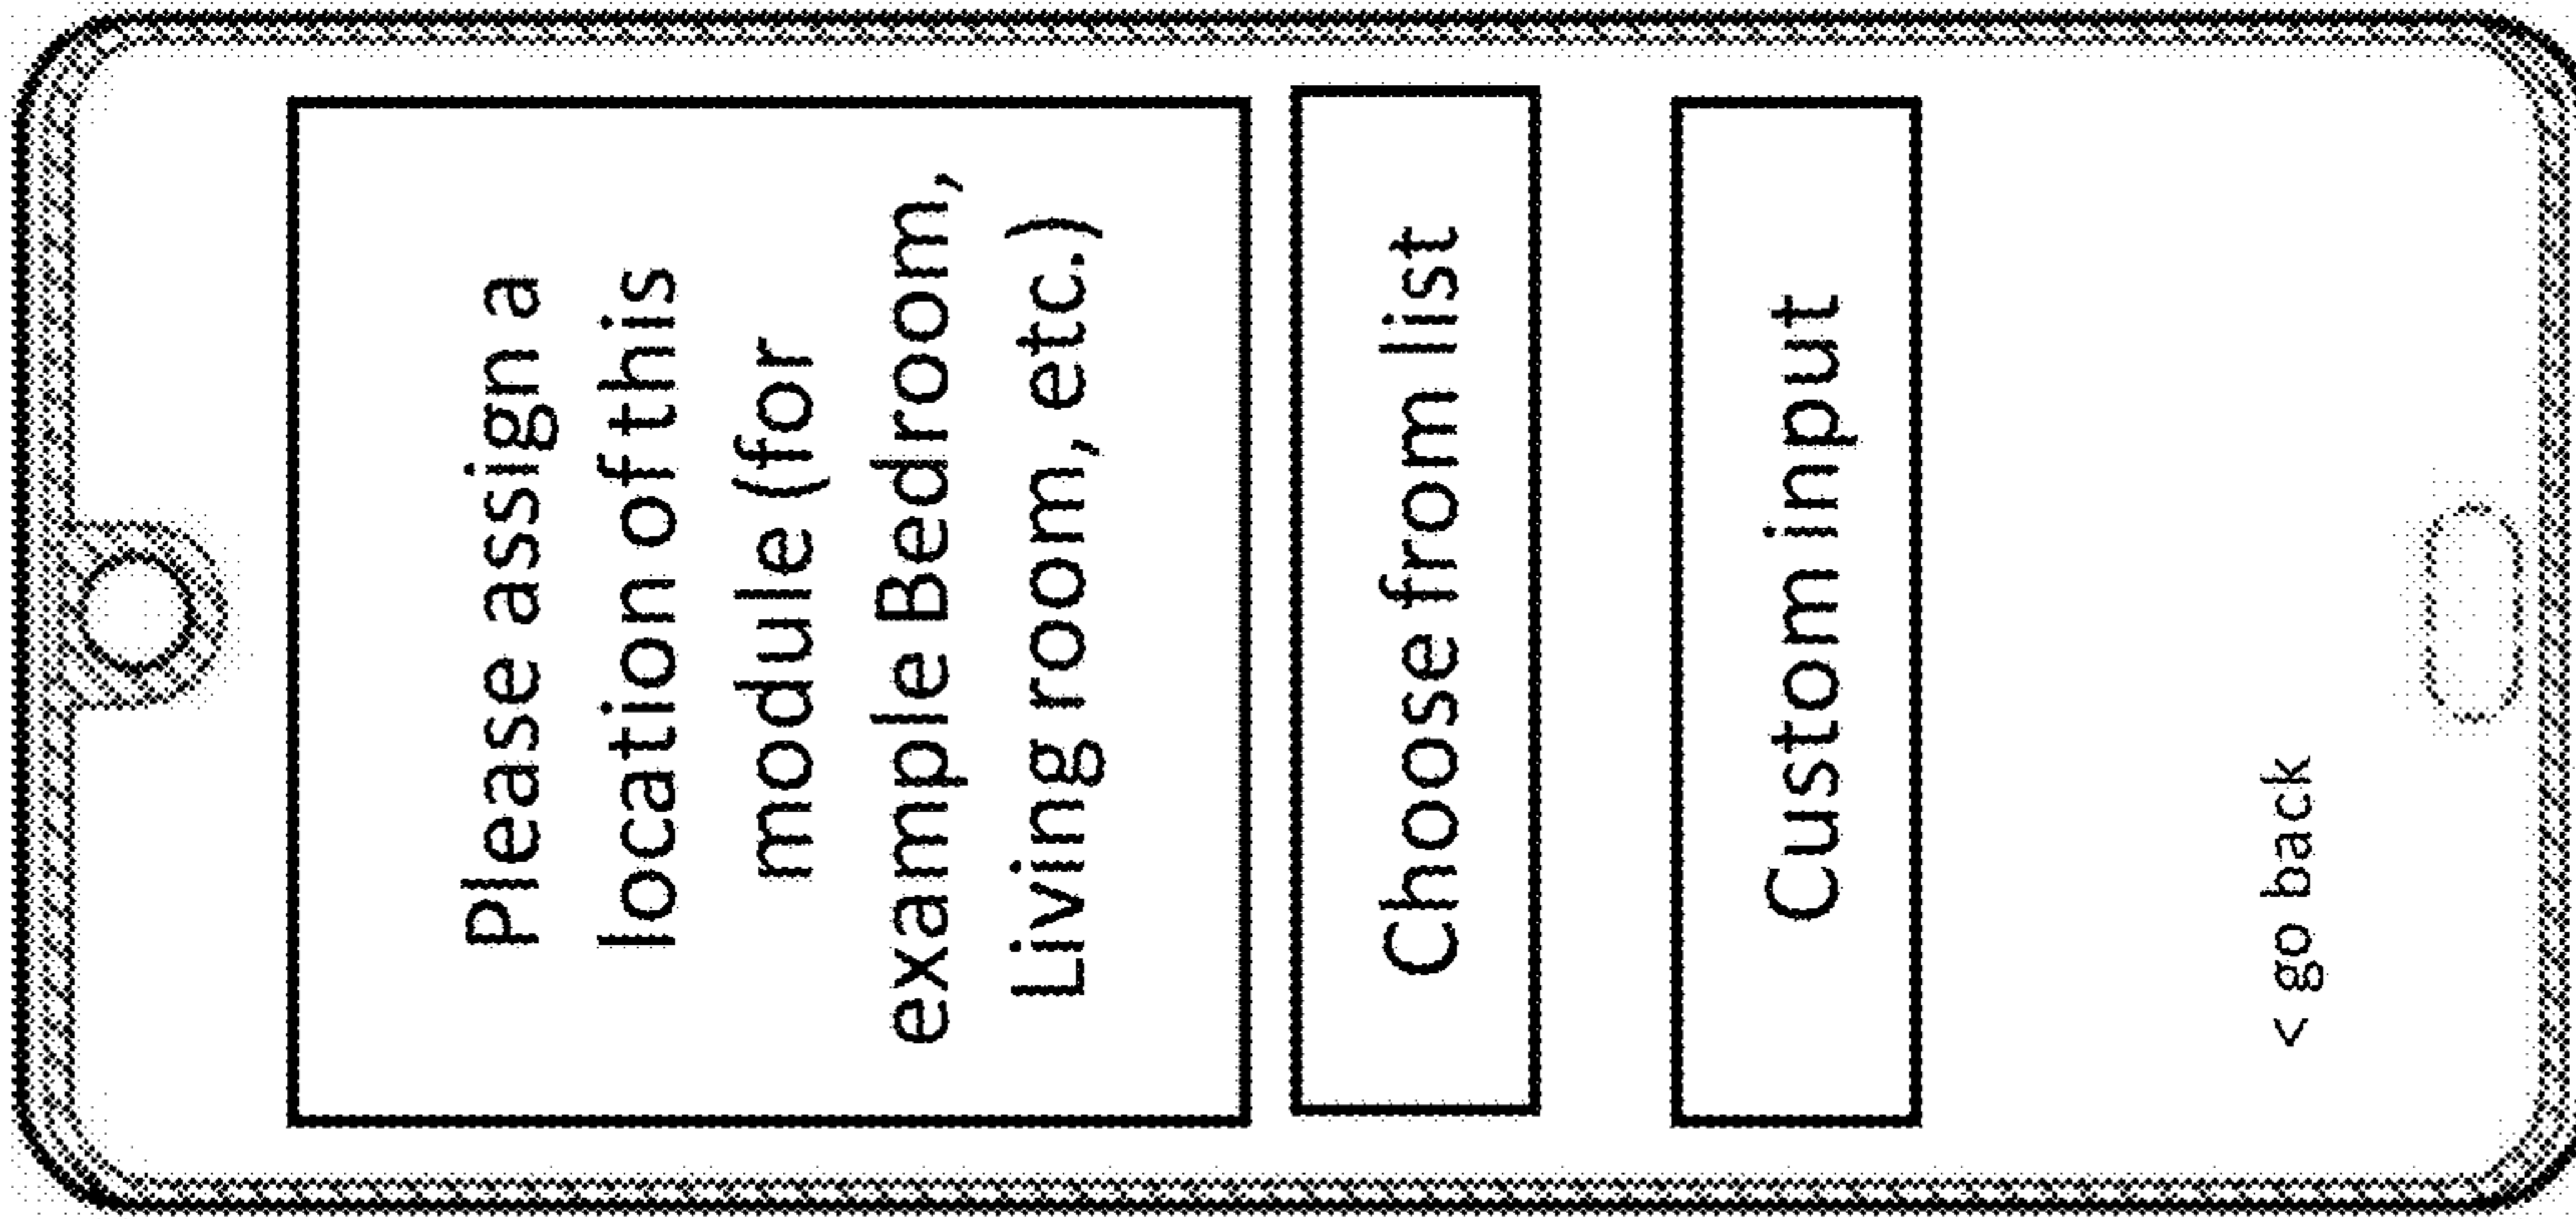 Please assign a
location of this
module (for
example Bedroom,
Living room, etc.)
Choose from list
Custom input
< go back